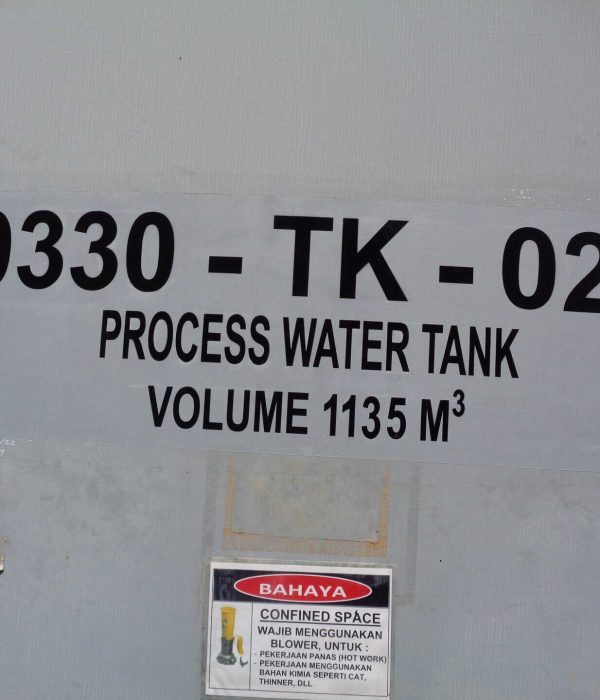 0330 - TK - 02
PROCESS WATER TANK
VOLUME 1135 M³
BAHAYA
CONFINED SPACE
WAJIB MENGGUNAKAN
BLOWER, UNTUK :
- PEKERJAAN PANAS (HOT WORK)
- PEKERJAAN MENGGUNAKAN
BAHAN KIMIA SEPERTI CAT,
THINNER, DLL